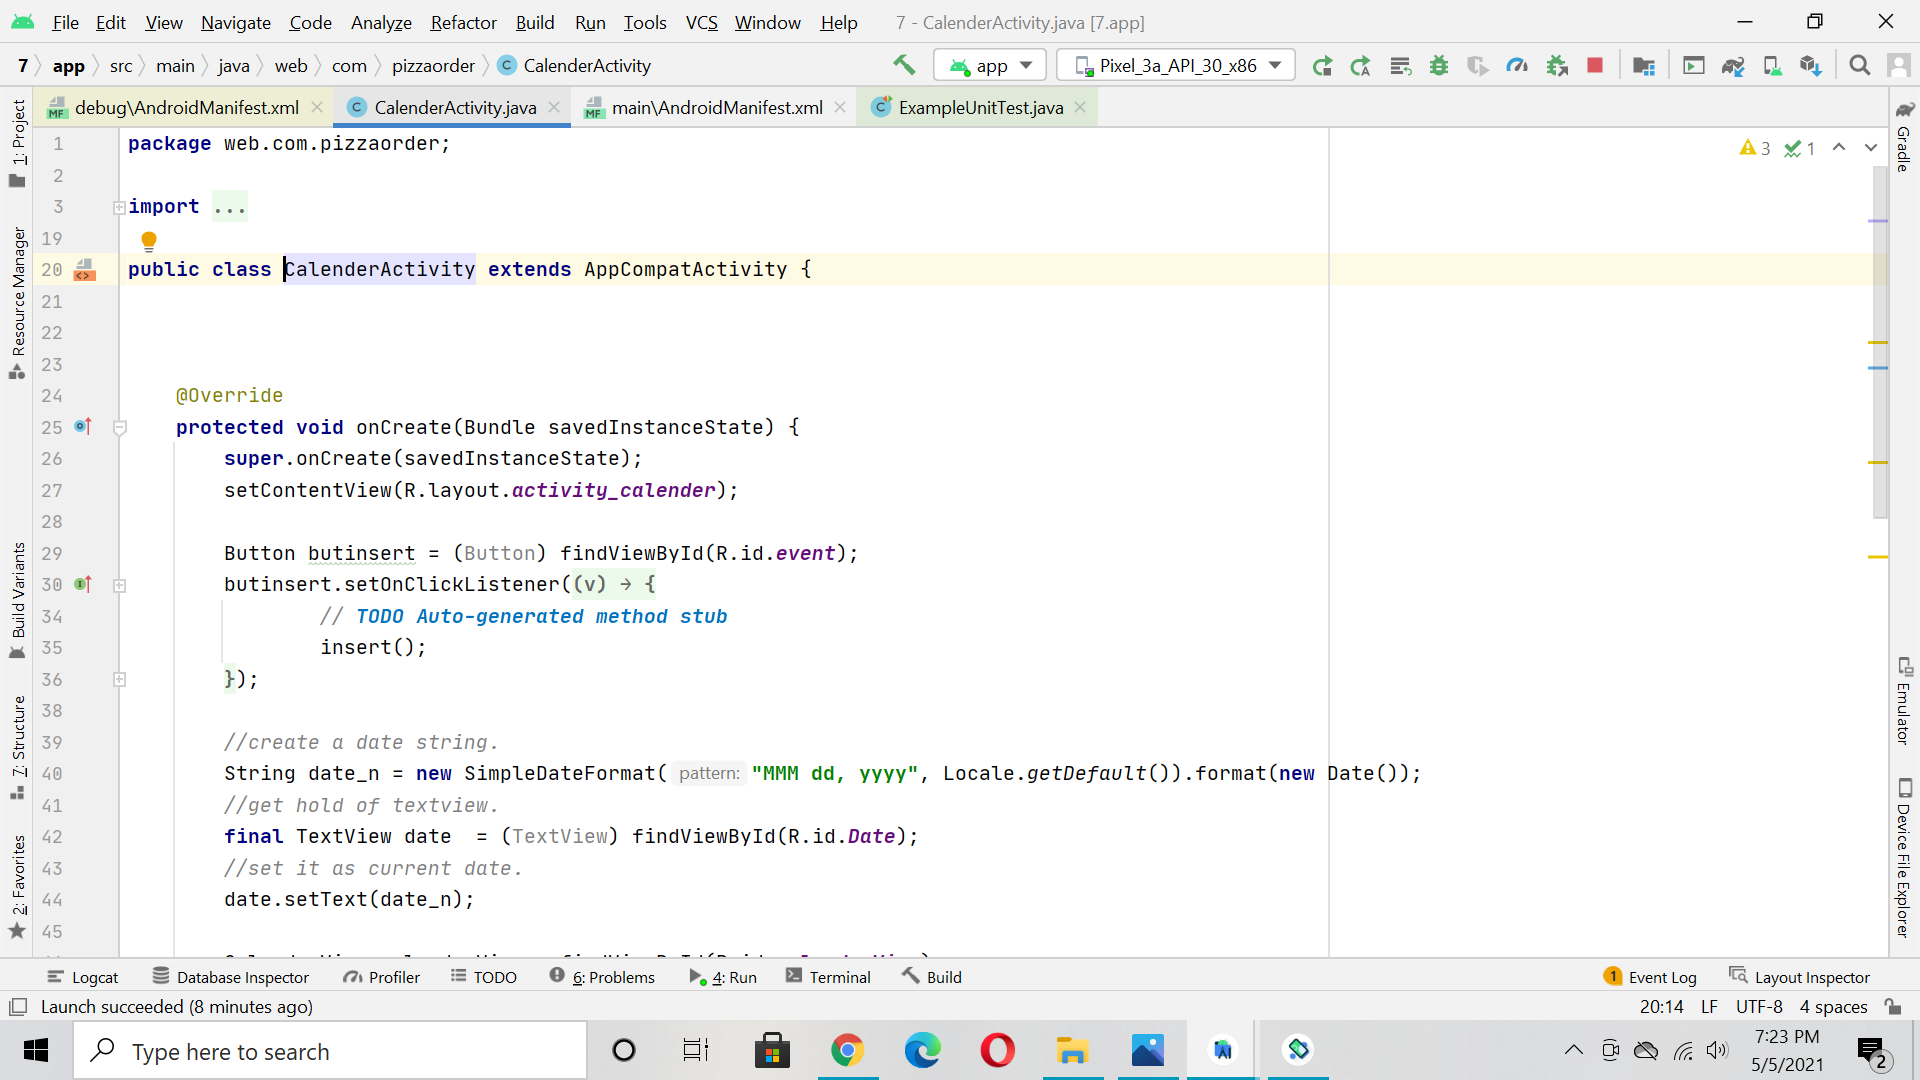 File Edit View Navigate Code Analyze Refactor Build Run Tools VCS Window Help 7 - CalenderActivity.java [7.app]
7 app src main java web com pizzaorder CalenderActivity app Pixel_3a_API_30_x86
debug\AndroidManifest.xml CalenderActivity.java main\AndroidManifest.xml ExampleUnitTest.java
1 package web.com.pizzaorder; 3 1
2
3 import ...
19
20 public class CalenderActivity extends AppCompatActivity {
21
22
23
24 @Override
25 protected void onCreate(Bundle savedInstanceState) {
26 super.onCreate(savedInstanceState);
27 setContentView(R.layout.activity_calender);
28
29 Button butinsert = (Button) findViewById(R.id.event);
30 butinsert.setOnClickListener((v) → {
34 // TODO Auto-generated method stub
35 insert();
36 });
38
39 //create a date string.
40 String date_n = new SimpleDateFormat( pattern: "MMM dd, yyyy", Locale.getDefault()).format(new Date());
41 //get hold of textview.
42 final TextView date = (TextView) findViewById(R.id.Date);
43 //set it as current date.
44 date.setText(date_n);
45
1: Project
Resource Manager
Build Variants
7: Structure
2: Favorites
Gradle
Emulator
Device File Explorer
Logcat Database Inspector Profiler TODO 6: Problems 4: Run Terminal Build 1 Event Log Layout Inspector
Launch succeeded (8 minutes ago) 20:14 LF UTF-8 4 spaces
Type here to search 7:23 PM
5/5/2021 2